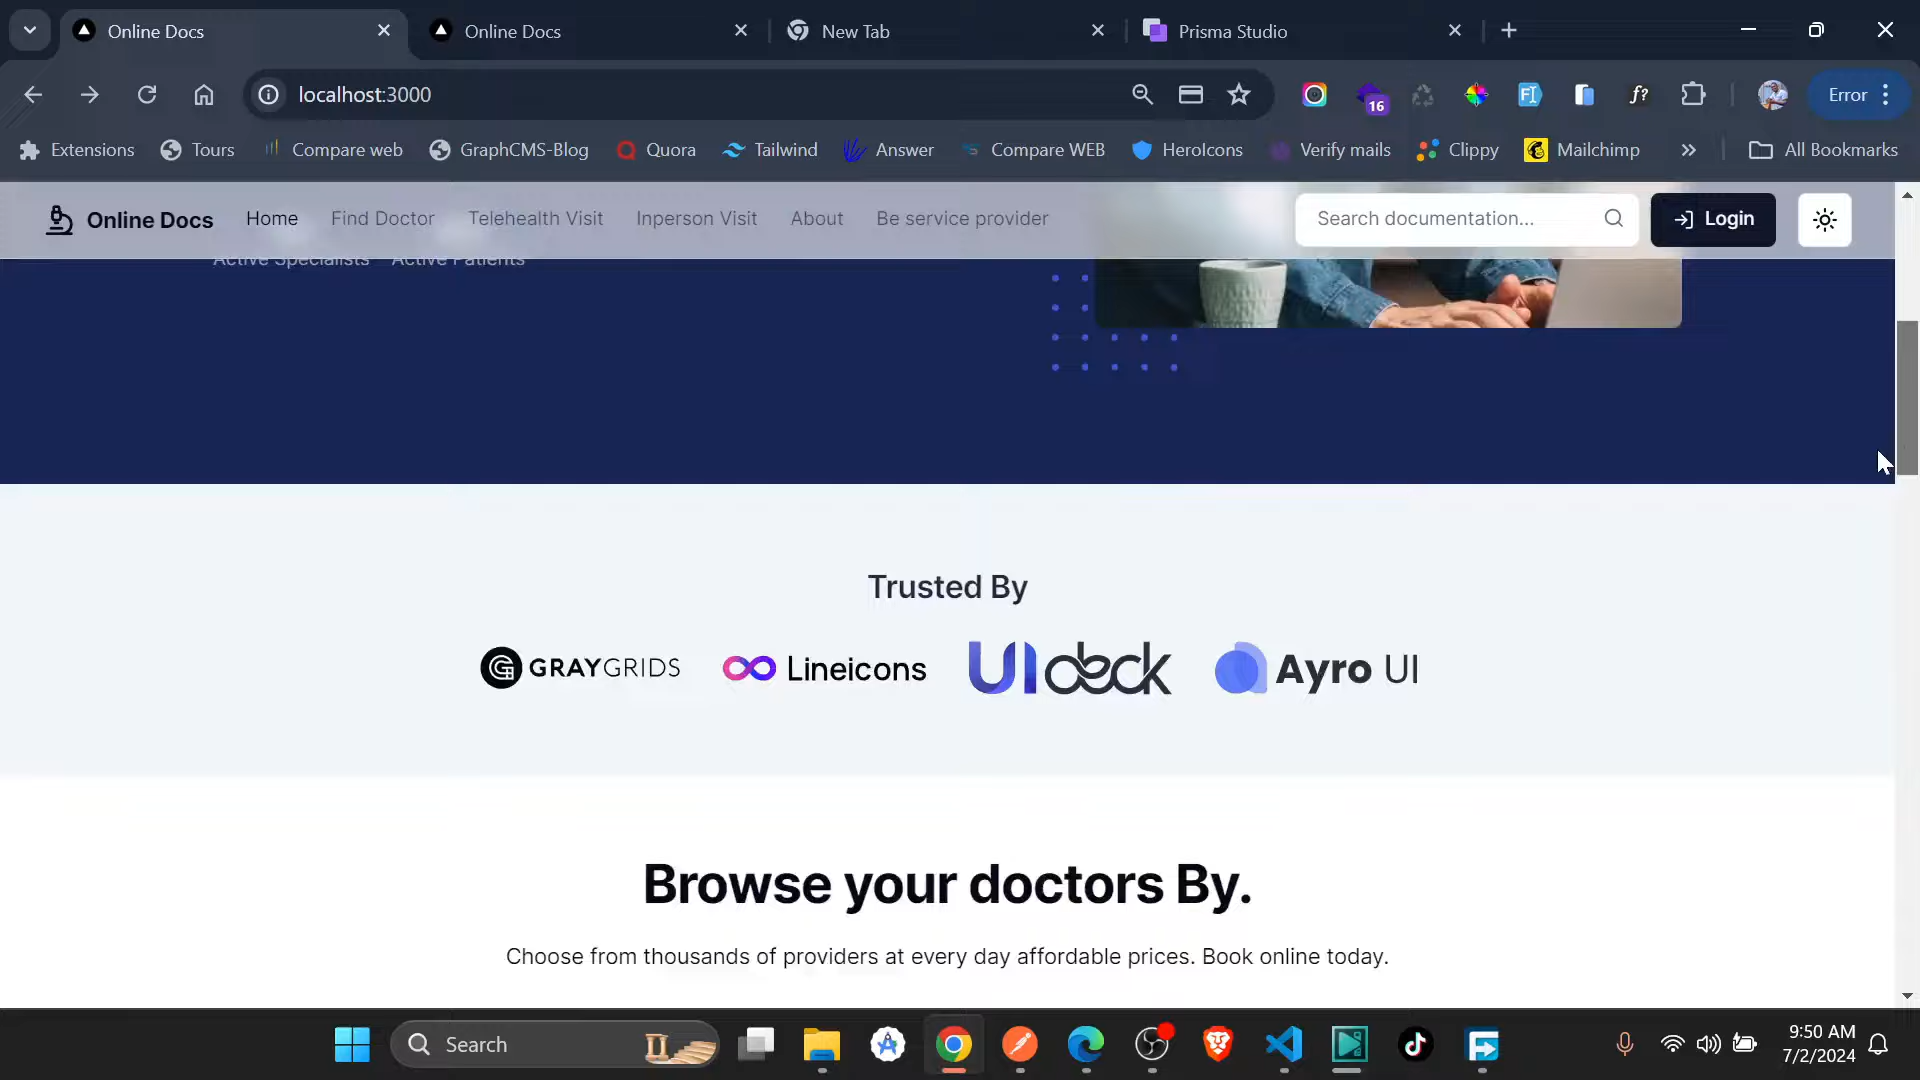 Online Docs
Online Docs
New Tab
Prisma Studio
localhost:3000
16
f?
Error
Extensions
Tours
Compare web
GraphCMS-Blog
Quora
Tailwind
Answer
Compare WEB
HeroIcons
Verify mails
Clippy
Mailchimp
All Bookmarks
Online Docs
Home
Find Doctor
Telehealth Visit
Inperson Visit
About
Be service provider
Search documentation...
Login
Active Specialists
Active Patients
Trusted By
GRAYGRIDS
Lineicons
UIdeck
Ayro UI
Browse your doctors By.
Choose from thousands of providers at every day affordable prices. Book online today.
Search
9:50 AM
7/2/2024